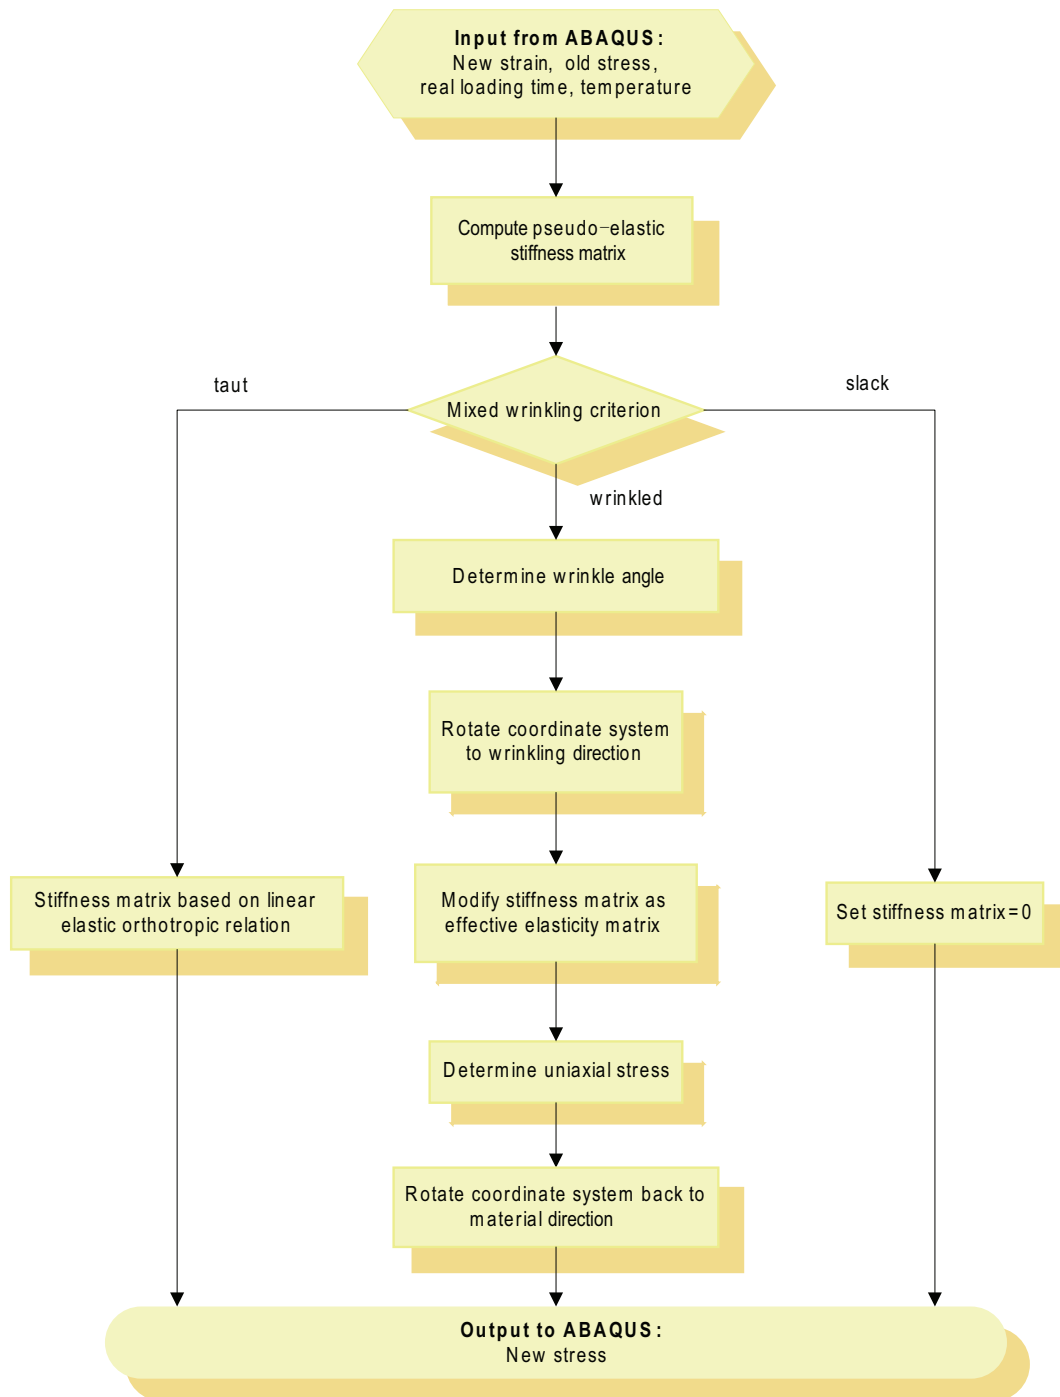 Input from ABAQUS:
New strain, old stress,
real loading time, temperature
Compute pseudo-elastic
stiffness matrix
taut
slack
Mixed wrinkling criterion
wrinkled
Determine wrinkle angle
Rotate coordinate system
to wrinkling direction
Stiffness matrix based on linear
elastic orthotropic relation
Modify stiffness matrix as
effective elasticity matrix
Set stiffness matrix=0
Determine uniaxial stress
Rotate coordinate system back to
material direction
Output to ABAQUS:
New stress